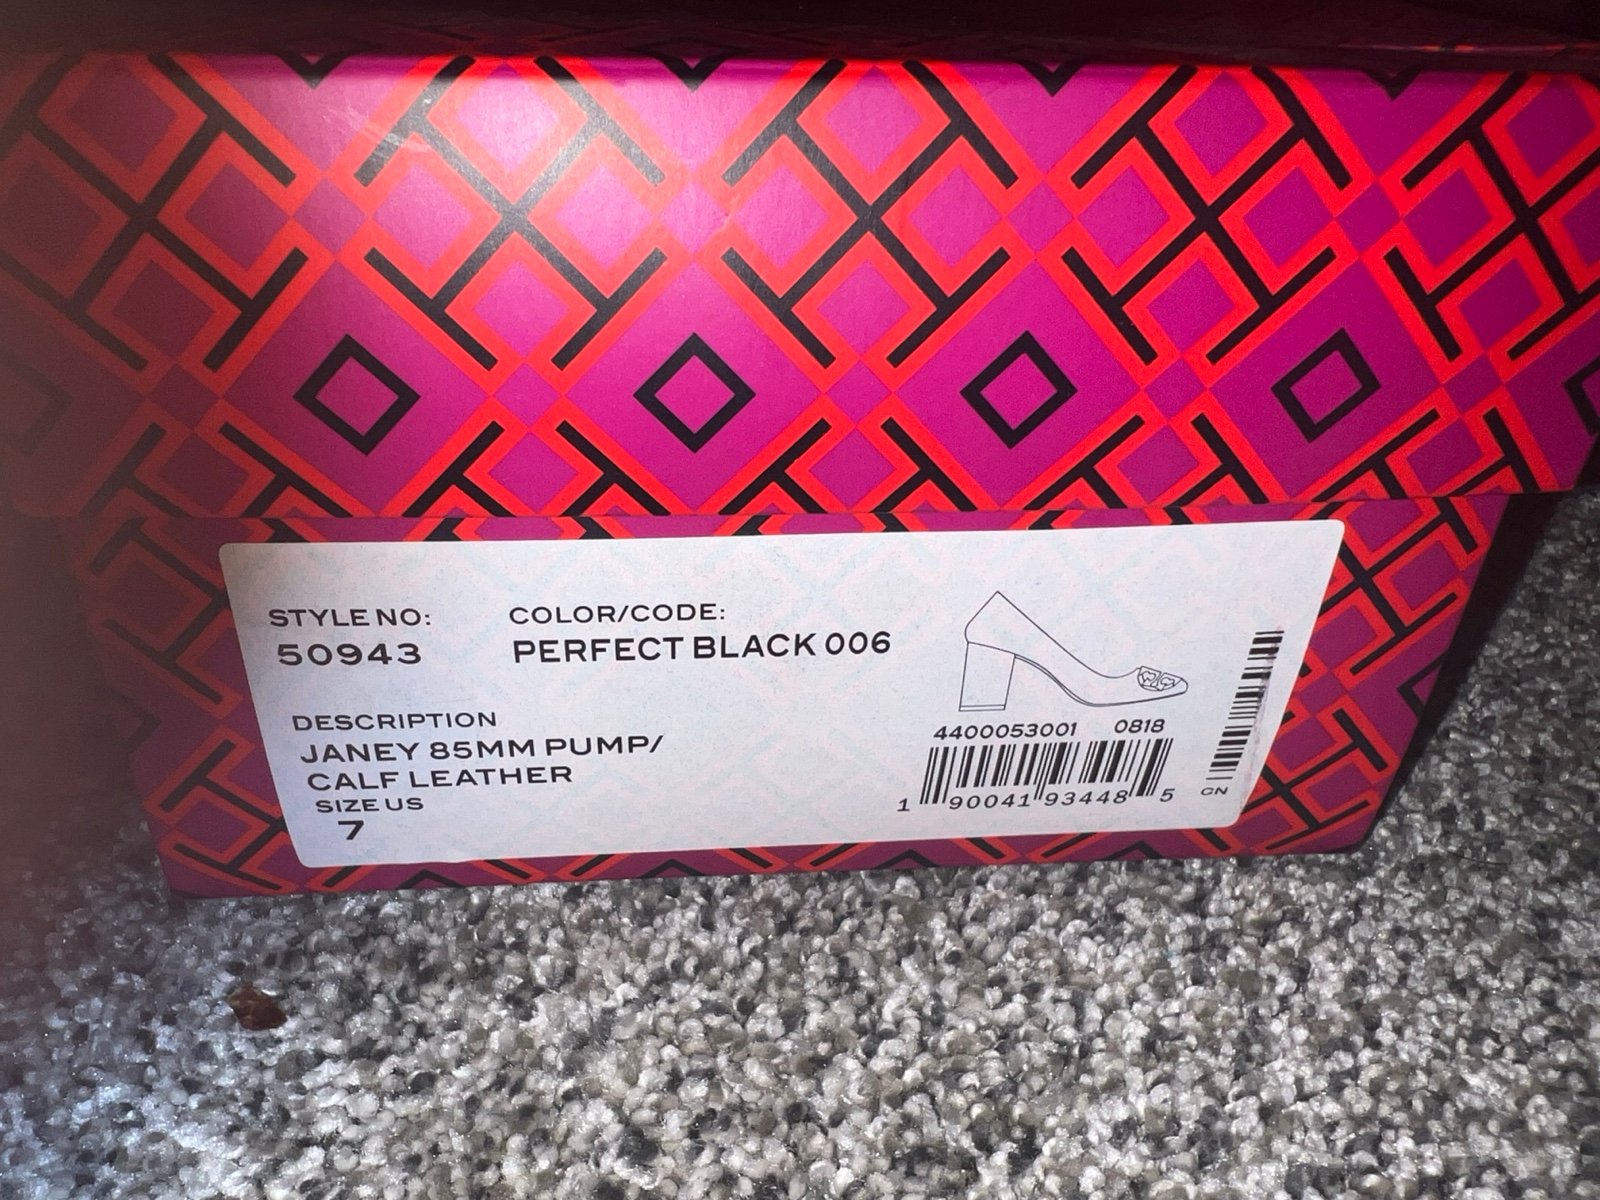 STYLE NO: COLOR/CODE:
50943 PERFECT BLACK 006
DESCRIPTION
JANEY 85MM PUMP/
CALF LEATHER
SIZE US
7
4400053001 0818
1 90041 93448 5
CN